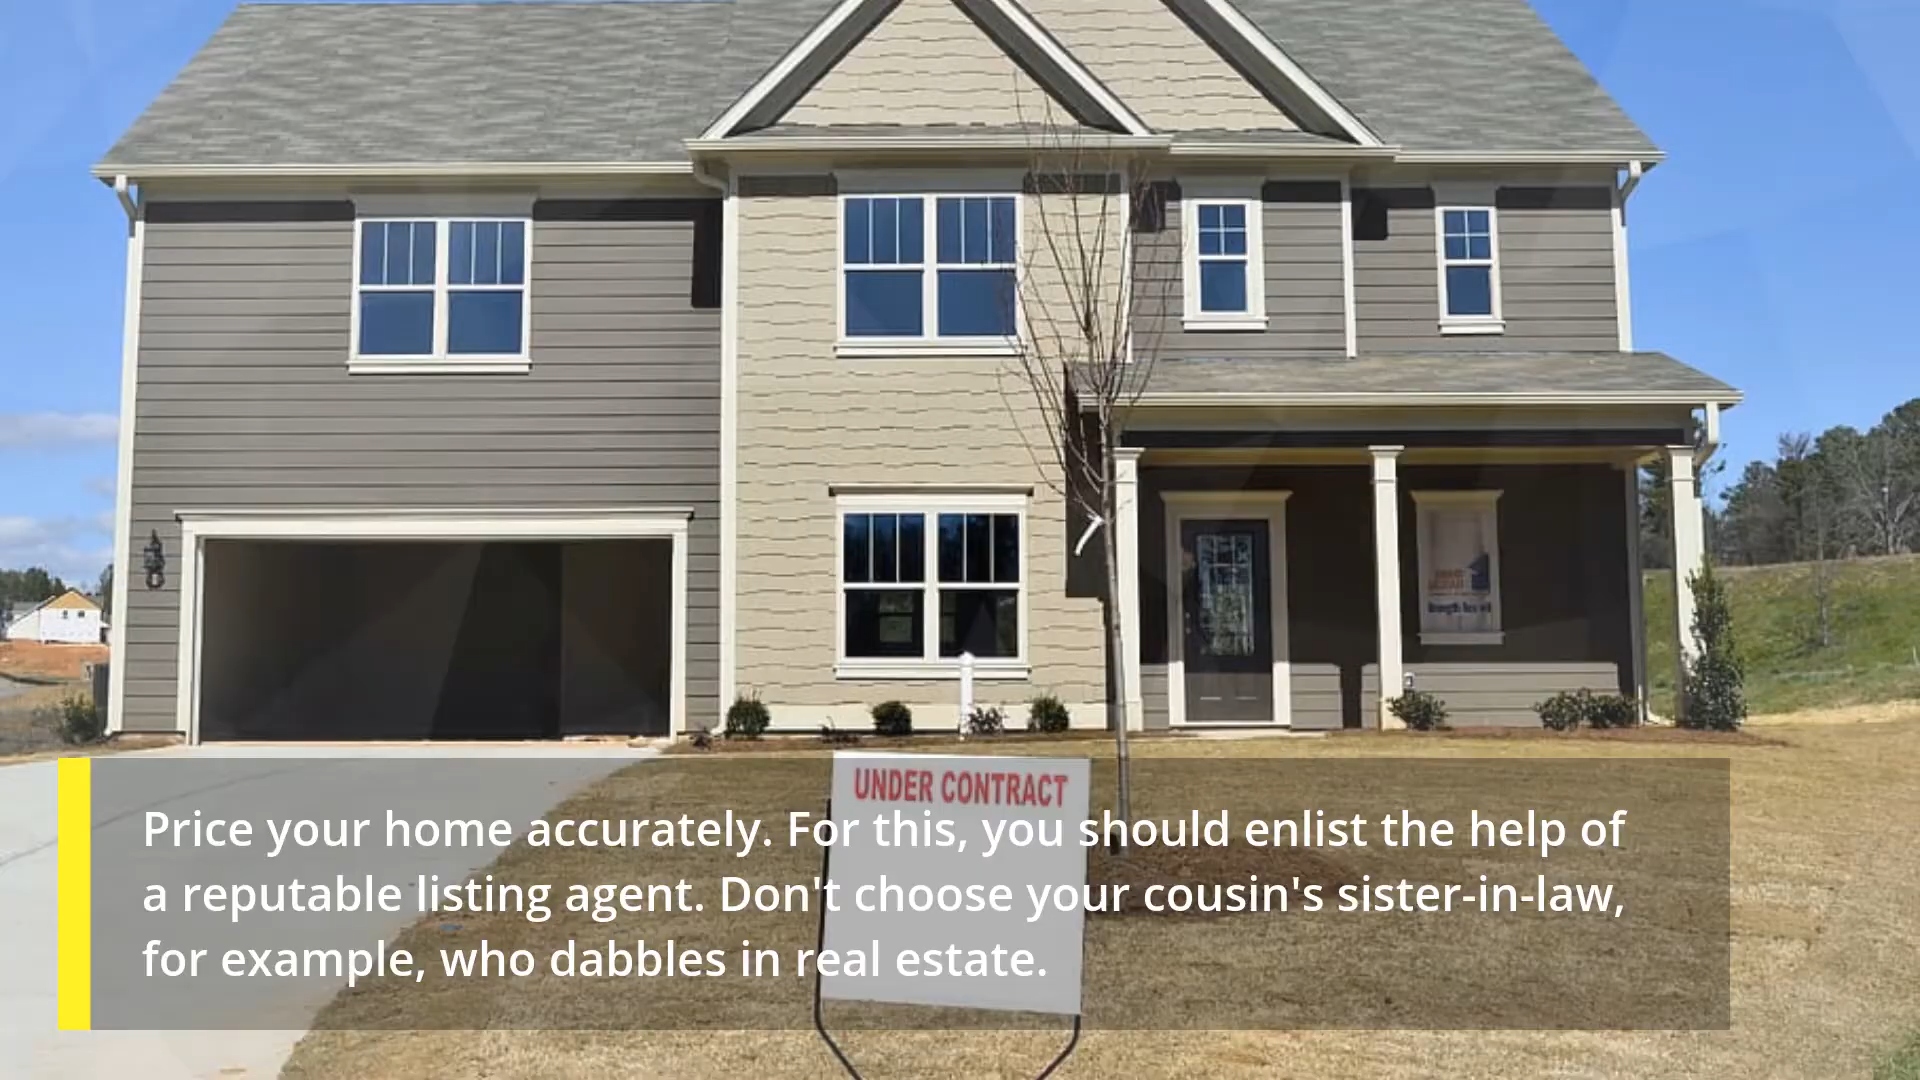 UNDER CONTRACT
Price your home accurately. For this, you should enlist the help of
a reputable listing agent. Don't choose your cousin's sister-in-law,
for example, who dabbles in real estate.